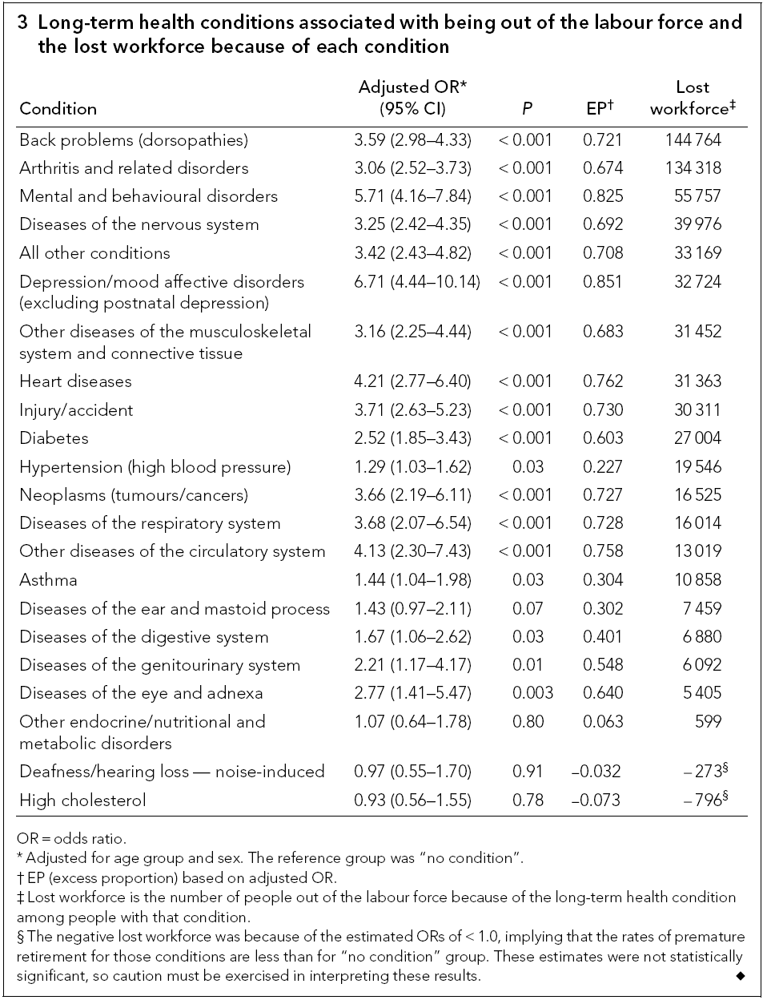 3 Long-term health conditions associated with being out of the labour force and
the lost workforce because of each condition
Condition Adjusted OR* (95% CI) P EP† Lost workforce‡
Back problems (dorsopathies) 3.59 (2.98–4.33) < 0.001 0.721 144 764
Arthritis and related disorders 3.06 (2.52–3.73) < 0.001 0.674 134 318
Mental and behavioural disorders 5.71 (4.16–7.84) < 0.001 0.825 55 757
Diseases of the nervous system 3.25 (2.42–4.35) < 0.001 0.692 39 976
All other conditions 3.42 (2.43–4.82) < 0.001 0.708 33 169
Depression/mood affective disorders 6.71 (4.44–10.14) < 0.001 0.851 32 724
(excluding postnatal depression)
Other diseases of the musculoskeletal 3.16 (2.25–4.44) < 0.001 0.683 31 452
system and connective tissue
Heart diseases 4.21 (2.77–6.40) < 0.001 0.762 31 363
Injury/accident 3.71 (2.63–5.23) < 0.001 0.730 30 311
Diabetes 2.52 (1.85–3.43) < 0.001 0.603 27 004
Hypertension (high blood pressure) 1.29 (1.03–1.62) 0.03 0.227 19 546
Neoplasms (tumours/cancers) 3.66 (2.19–6.11) < 0.001 0.727 16 525
Diseases of the respiratory system 3.68 (2.07–6.54) < 0.001 0.728 16 014
Other diseases of the circulatory system 4.13 (2.30–7.43) < 0.001 0.758 13 019
Asthma 1.44 (1.04–1.98) 0.03 0.304 10 858
Diseases of the ear and mastoid process 1.43 (0.97–2.11) 0.07 0.302 7 459
Diseases of the digestive system 1.67 (1.06–2.62) 0.03 0.401 6 880
Diseases of the genitourinary system 2.21 (1.17–4.17) 0.01 0.548 6 092
Diseases of the eye and adnexa 2.77 (1.41–5.47) 0.003 0.640 5 405
Other endocrine/nutritional and 1.07 (0.64–1.78) 0.80 0.063 599
metabolic disorders
Deafness/hearing loss — noise-induced 0.97 (0.55–1.70) 0.91 –0.032 – 273§
High cholesterol 0.93 (0.56–1.55) 0.78 –0.073 – 796§
OR = odds ratio.
* Adjusted for age group and sex. The reference group was “no condition”.
† EP (excess proportion) based on adjusted OR.
‡ Lost workforce is the number of people out of the labour force because of the long-term health condition
among people with that condition.
§ The negative lost workforce was because of the estimated ORs of < 1.0, implying that the rates of premature
retirement for those conditions are less than for “no condition” group. These estimates were not statistically
significant, so caution must be exercised in interpreting these results. ◆